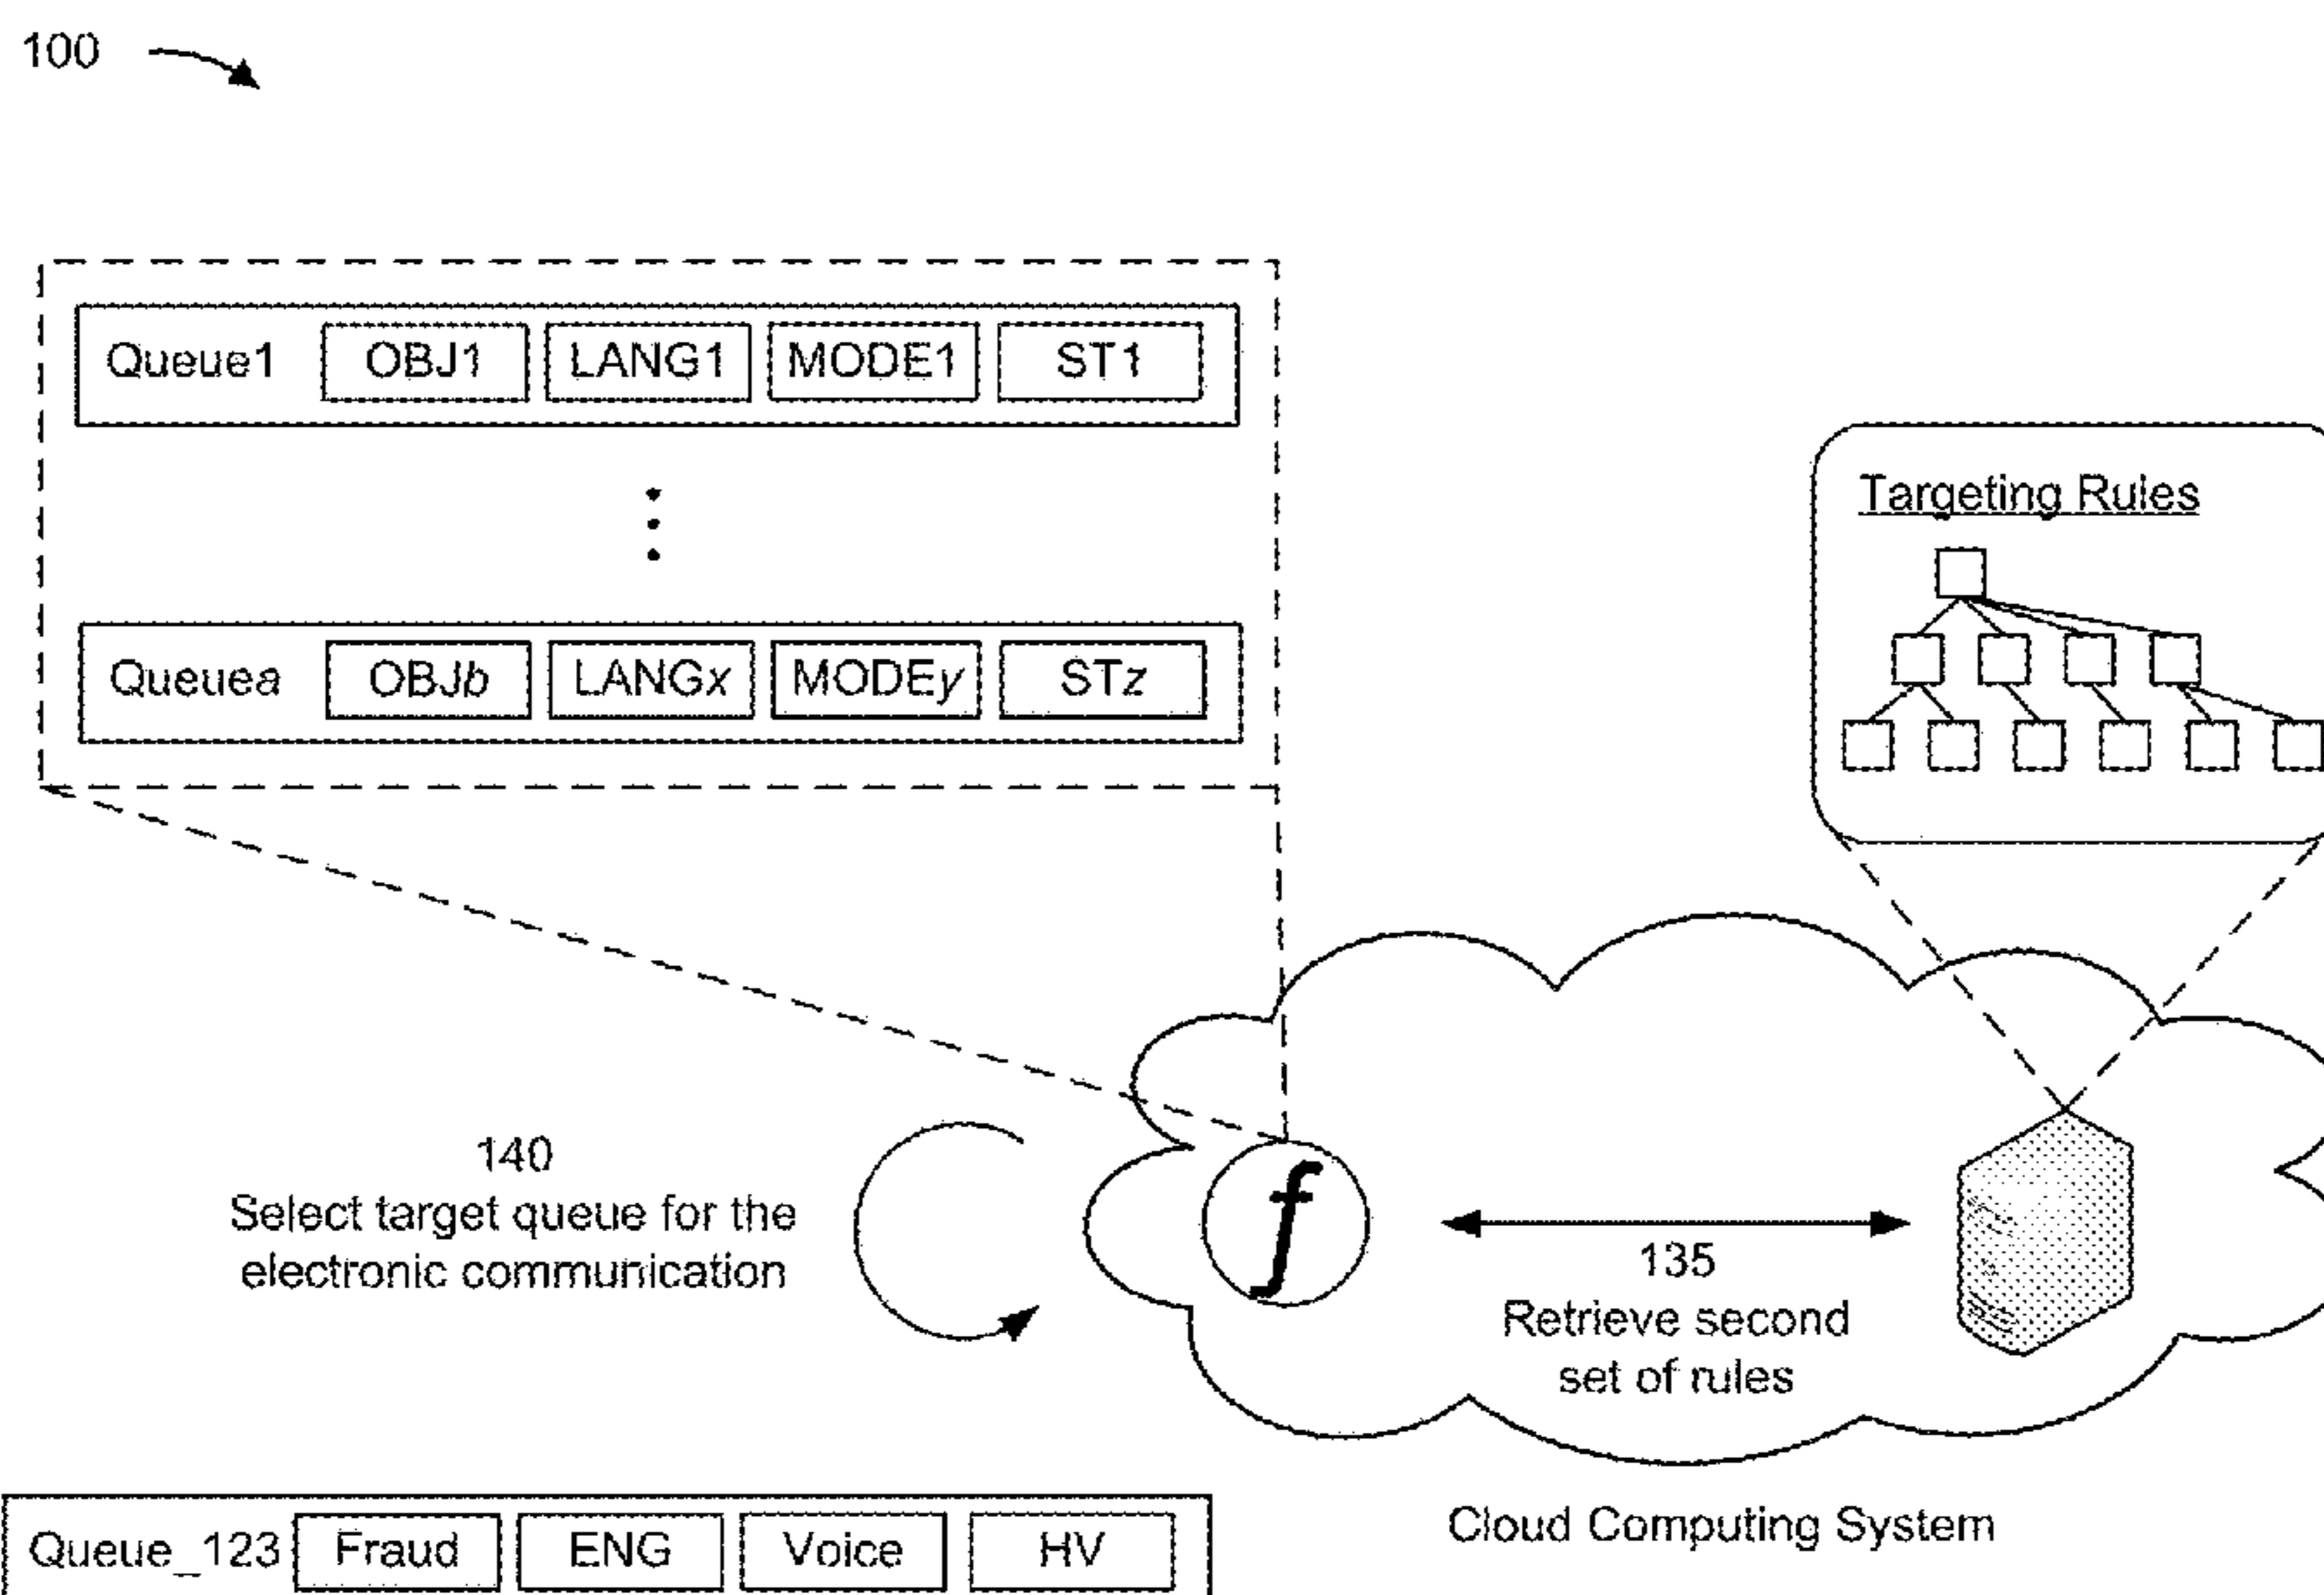 100
Queue1 OBJ1 LANG1 MODE1 ST1
Queuea OBJb LANGx MODEy STz
Targeting Rules
140
Select target queue for the
electronic communication
f
135
Retrieve second
set of rules
Cloud Computing System
Queue_123 Fraud ENG Voice HV